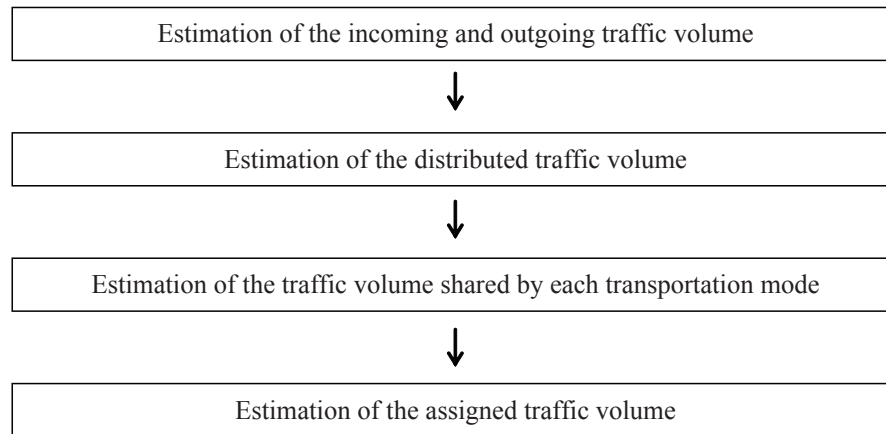 Estimation of the incoming and outgoing traffic volume
Estimation of the distributed traffic volume
Estimation of the traffic volume shared by each transportation mode
Estimation of the assigned traffic volume